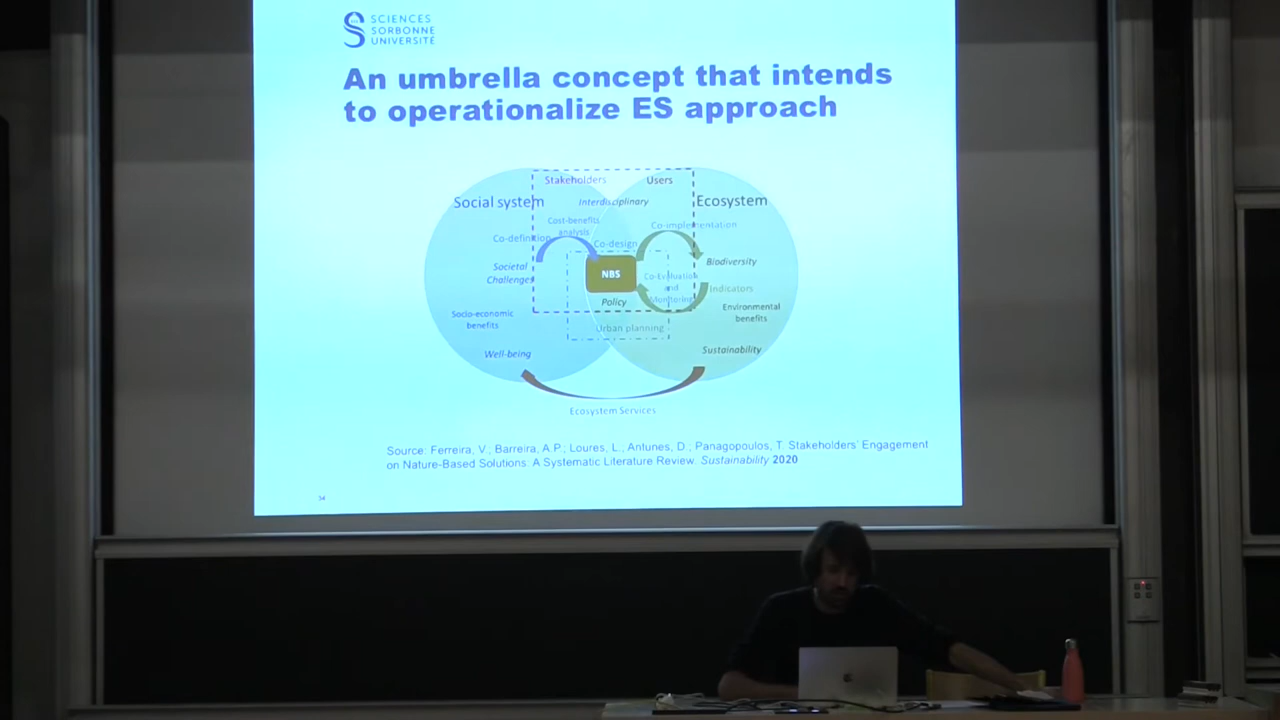 SCIENCES
SORBONNE
UNIVERSITÉ
An umbrella concept that intends
to operationalize ES approach
Stakeholders
Users
Social system
Interdisciplinary
Ecosystem
Cost-benefits
analysis
Co-implementation
Co-definition
Co-design
Societal
Challenges
NBS
Co-Evaluation
and
Monitoring
Biodiversity
Indicators
Policy
Socio-economic
benefits
Environmental
benefits
Urban planning
Well-being
Sustainability
Ecosystem Services
Source: Ferreira, V.; Barreira, A.P.; Loures, L.; Antunes, D.; Panagopoulos, T. Stakeholders' Engagement
on Nature-Based Solutions: A Systematic Literature Review. Sustainability 2020
34